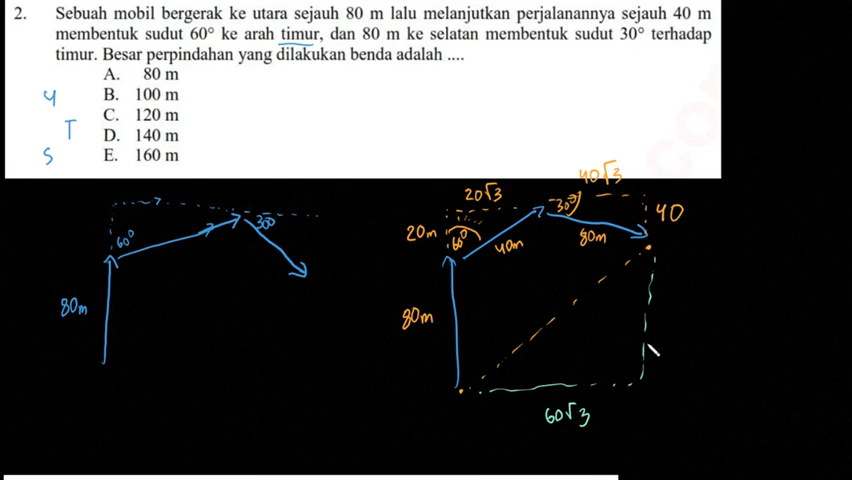 2. Sebuah mobil bergerak ke utara sejauh 80 m lalu melanjutkan perjalanannya sejauh 40 m
membentuk sudut 60° ke arah timur, dan 80 m ke selatan membentuk sudut 30° terhadap
timur. Besar perpindahan yang dilakukan benda adalah ....
A. 80 m
B. 100 m
C. 120 m
D. 140 m
E. 160 m
U
T
S
60°
30°
80m
20√3
40√3
20m
60°
40m
30°
80m
40
80m
60√3